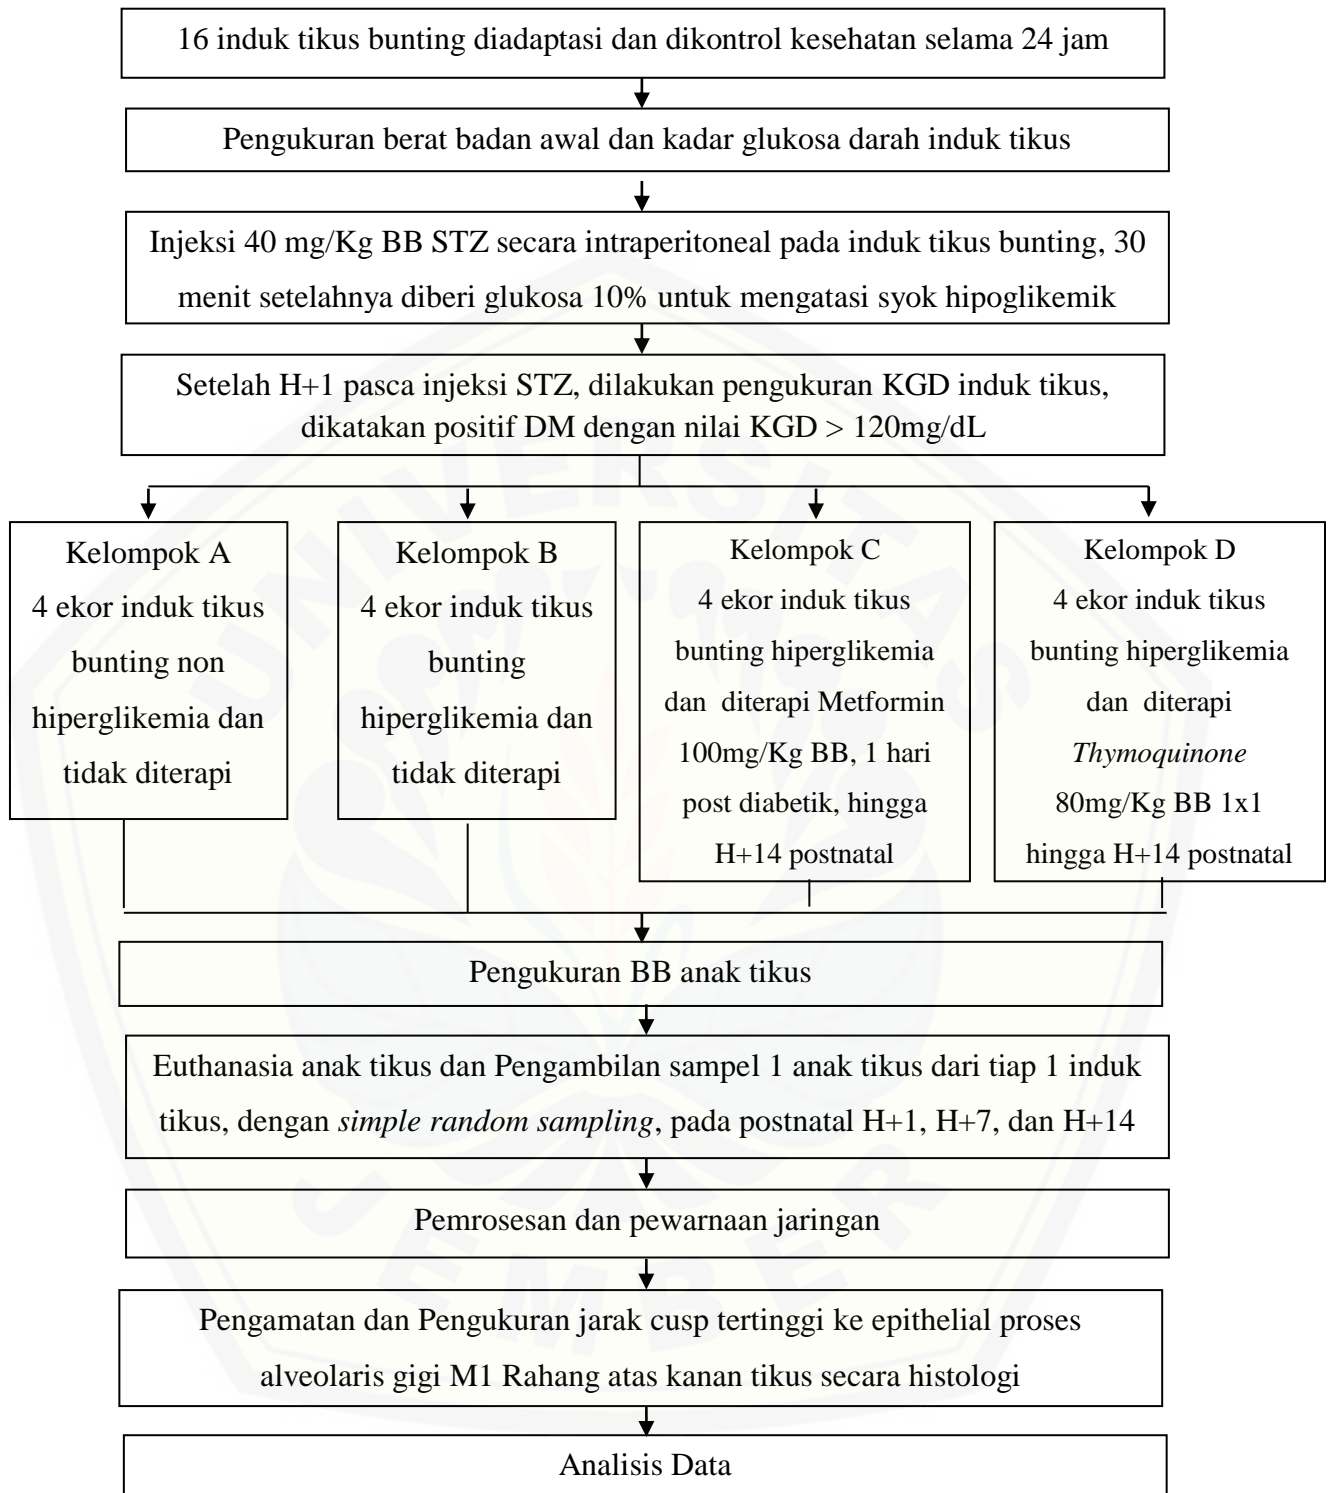 16 induk tikus bunting diadaptasi dan dikontrol kesehatan selama 24 jam
Pengukuran berat badan awal dan kadar glukosa darah induk tikus
Injeksi 40 mg/Kg BB STZ secara intraperitoneal pada induk tikus bunting, 30
menit setelahnya diberi glukosa 10% untuk mengatasi syok hipoglikemik
Setelah H+1 pasca injeksi STZ, dilakukan pengukuran KGD induk tikus,
dikatakan positif DM dengan nilai KGD > 120mg/dL
Kelompok A
4 ekor induk tikus
bunting non
hiperglikemia dan
tidak diterapi
Kelompok B
4 ekor induk tikus
bunting
hiperglikemia dan
tidak diterapi
Kelompok C
4 ekor induk tikus
bunting hiperglikemia
dan diterapi Metformin
100mg/Kg BB, 1 hari
post diabetik, hingga
H+14 postnatal
Kelompok D
4 ekor induk tikus
bunting hiperglikemia
dan diterapi
Thymoquinone
80mg/Kg BB 1x1
hingga H+14 postnatal
Pengukuran BB anak tikus
Euthanasia anak tikus dan Pengambilan sampel 1 anak tikus dari tiap 1 induk
tikus, dengan simple random sampling, pada postnatal H+1, H+7, dan H+14
Pemrosesan dan pewarnaan jaringan
Pengamatan dan Pengukuran jarak cusp tertinggi ke epithelial proses
alveolaris gigi M1 Rahang atas kanan tikus secara histologi
Analisis Data
UNIVERSITAS
JEMBER